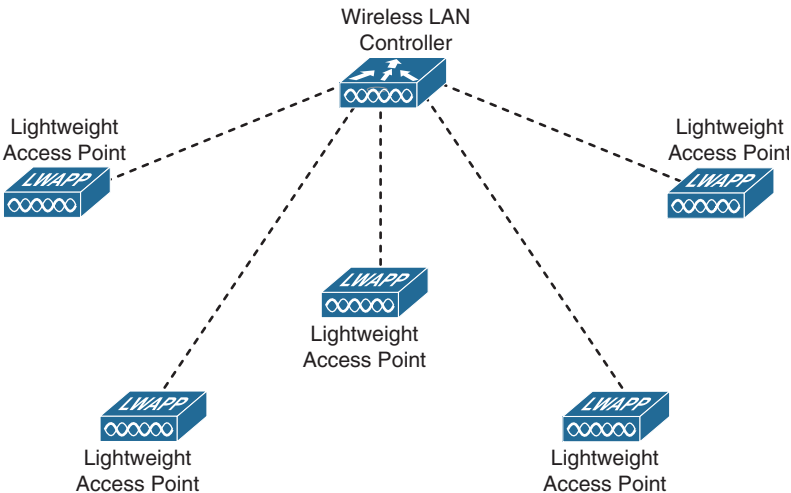 Wireless LAN
Controller
Lightweight
Access Point
LWAPP
Lightweight
Access Point
LWAPP
LWAPP
Lightweight
Access Point
LWAPP
Lightweight
Access Point
LWAPP
Lightweight
Access Point